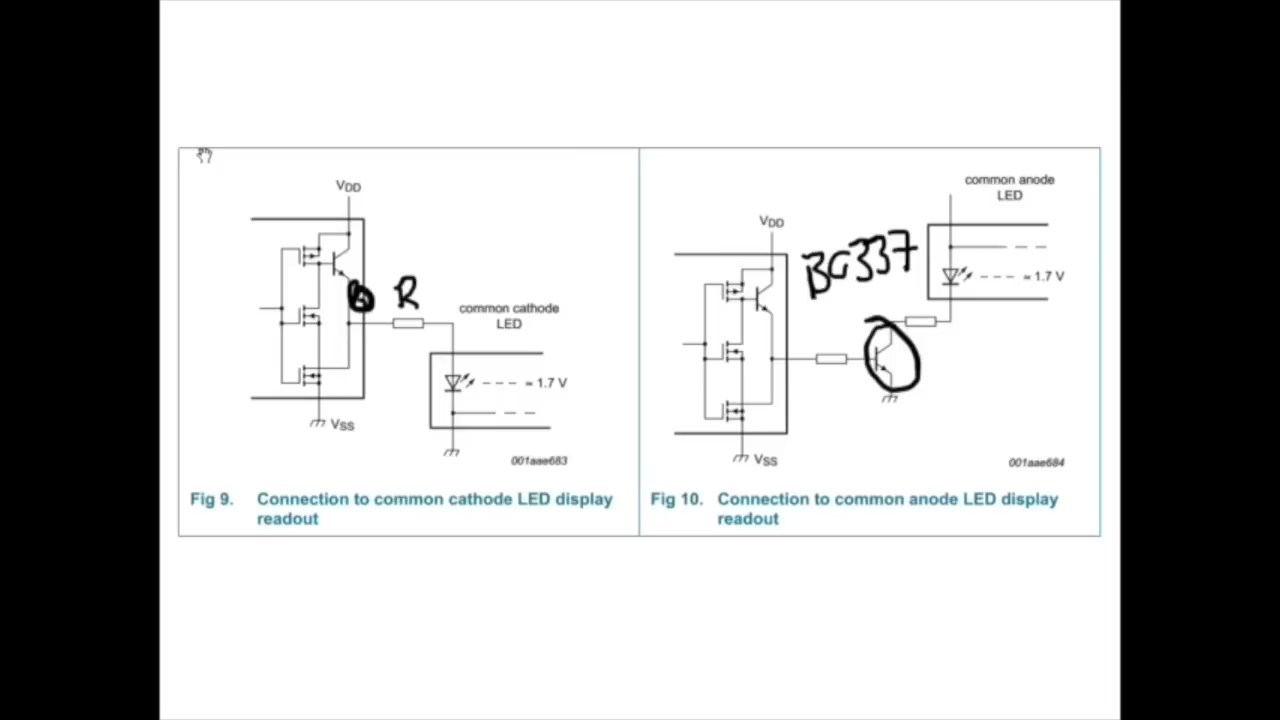 VDD
R
common cathode
LED
≈ 1.7 V
VSS
001aae683
Fig 9. Connection to common cathode LED display
readout
common anode
LED
VDD
BC337
≈ 1.7 V
VSS
001aae684
Fig 10. Connection to common anode LED display
readout